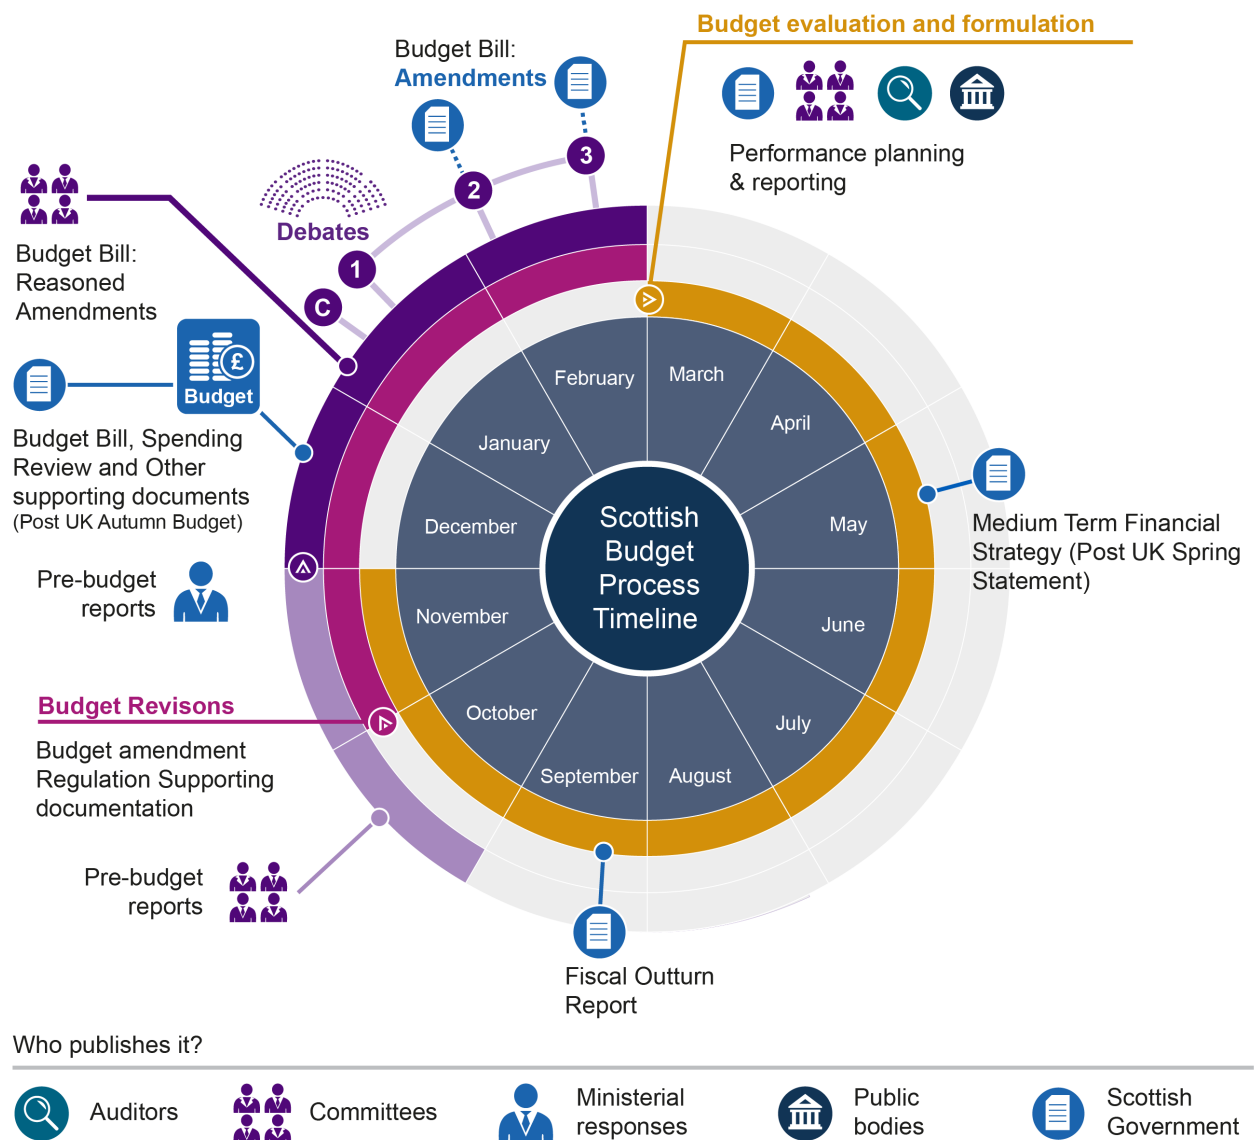 Budget evaluation and formulation
Performance planning
& reporting
Budget Bill:
Amendments
3
2
Debates
1
C
Budget Bill:
Reasoned
Amendments
£
Budget
Budget Bill, Spending
Review and Other
supporting documents
(Post UK Autumn Budget)
Pre-budget
reports
Budget Revisons
Budget amendment
Regulation Supporting
documentation
Pre-budget
reports
February
March
January
April
December
May
November
June
October
July
September
August
Scottish
Budget
Process
Timeline
Medium Term Financial
Strategy (Post UK Spring
Statement)
Fiscal Outturn
Report
Who publishes it?
Auditors
Committees
Ministerial
responses
Public
bodies
Scottish
Government